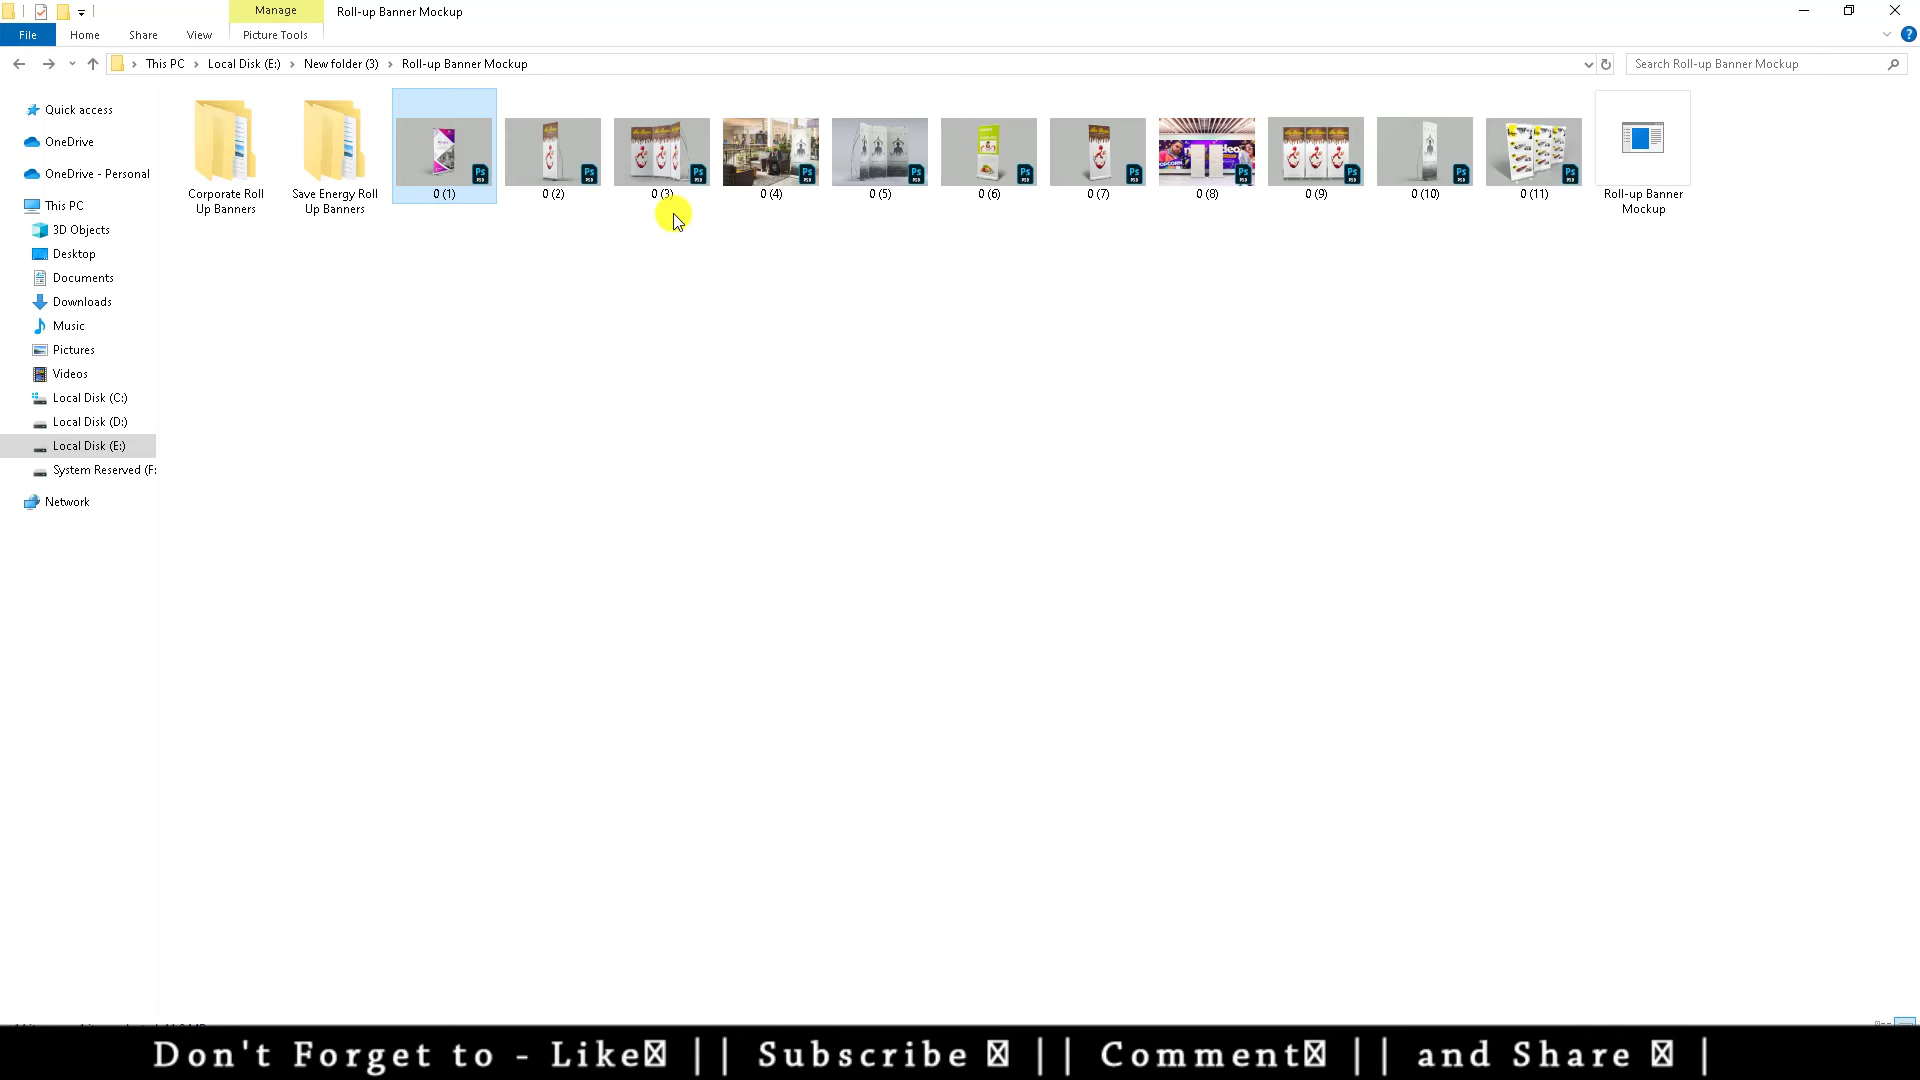 Manage
Roll-up Banner Mockup
File
Home
Share
View
Picture Tools
This PC
Local Disk (E:)
New folder (3)
Roll-up Banner Mockup
Search Roll-up Banner Mockup
Quick access
OneDrive
OneDrive - Personal
This PC
3D Objects
Desktop
Documents
Downloads
Music
Pictures
Videos
Local Disk (C:)
Local Disk (D:)
Local Disk (E:)
System Reserved (F:
Network
Corporate Roll
Up Banners
Save Energy Roll
Up Banners
0 (1)
0 (2)
0 (3)
0 (4)
0 (5)
0 (6)
0 (7)
0 (8)
0 (9)
0 (10)
0 (11)
Roll-up Banner
Mockup
Don't Forget to - Like || Subscribe || Comment || and Share |